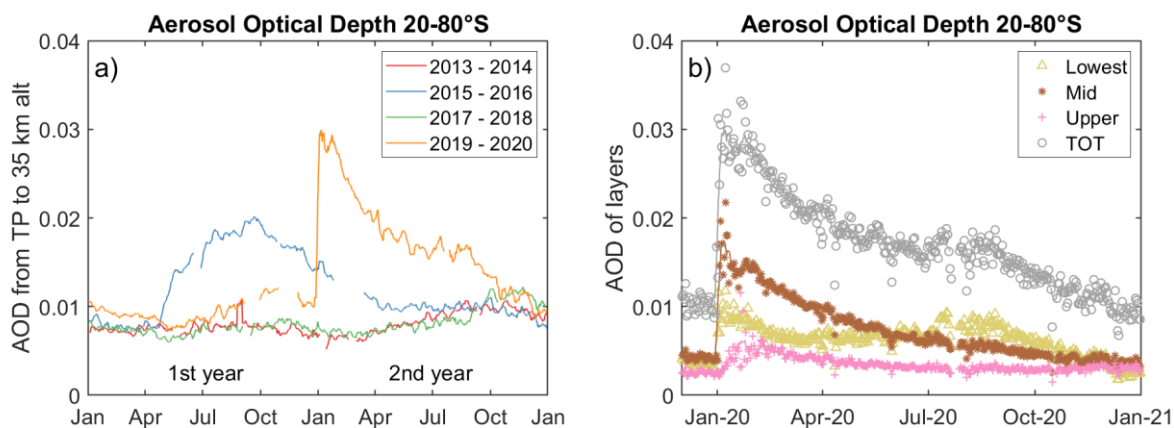 Aerosol Optical Depth 20-80°S
a)
2013 - 2014
2015 - 2016
2017 - 2018
2019 - 2020
AOD from TP to 35 km alt
0.04
0.03
0.02
0.01
0
1st year
2nd year
Jan Apr Jul Oct Jan Apr Jul Oct Jan
Aerosol Optical Depth 20-80°S
b)
Lowest
Mid
Upper
TOT
AOD of layers
0.04
0.03
0.02
0.01
0
Jan-20 Apr-20 Jul-20 Oct-20 Jan-21